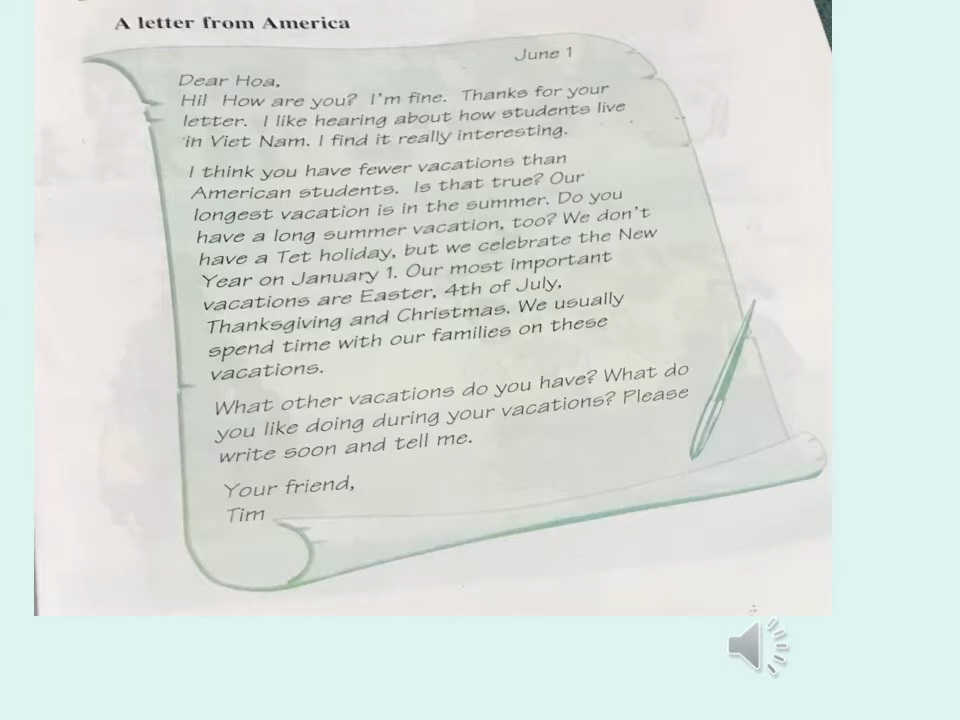 A letter from America
June 1
Dear Hoa,
Hi! How are you? I'm fine. Thanks for your
letter. I like hearing about how students live
in Viet Nam. I find it really interesting.
I think you have fewer vacations than
American students. Is that true? Our
longest vacation is in the summer. Do you
have a long summer vacation, too? We don't
have a Tet holiday, but we celebrate the New
Year on January 1. Our most important
vacations are Easter, 4th of July,
Thanksgiving and Christmas. We usually
spend time with our families on these
vacations.
What other vacations do you have? What do
you like doing during your vacations? Please
write soon and tell me.
Your friend,
Tim